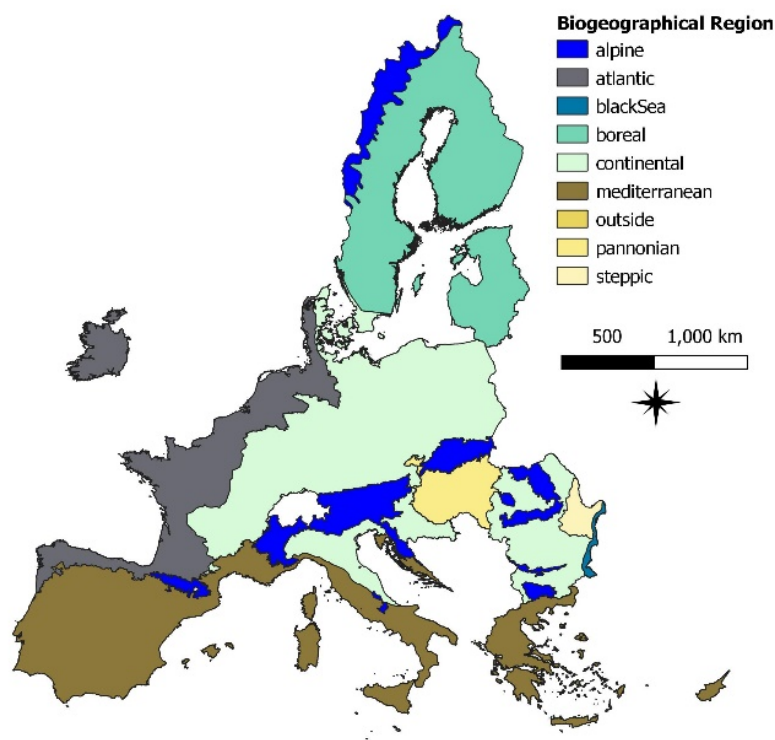 Biogeographical Region
alpine
atlantic
blackSea
boreal
continental
mediterranean
outside
pannonian
steppic
500 1,000 km